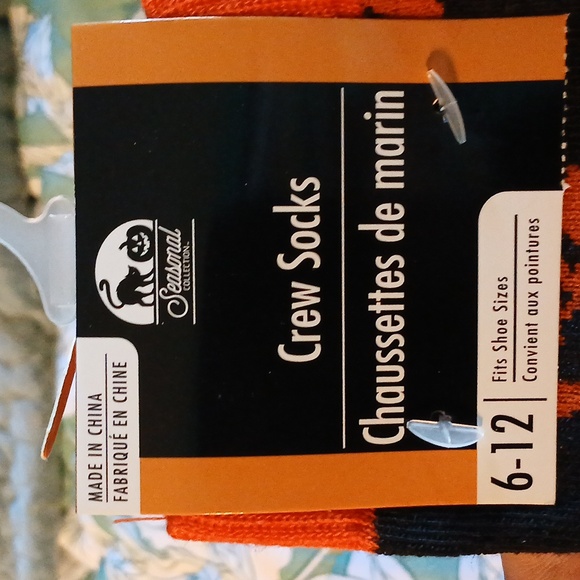 MADE IN CHINA
FABRIQUÉ EN CHINE
Seasonal
COLLECTION™
Crew Socks
Chaussettes de marin
6-12
Fits Shoe Sizes
Convient aux pointures